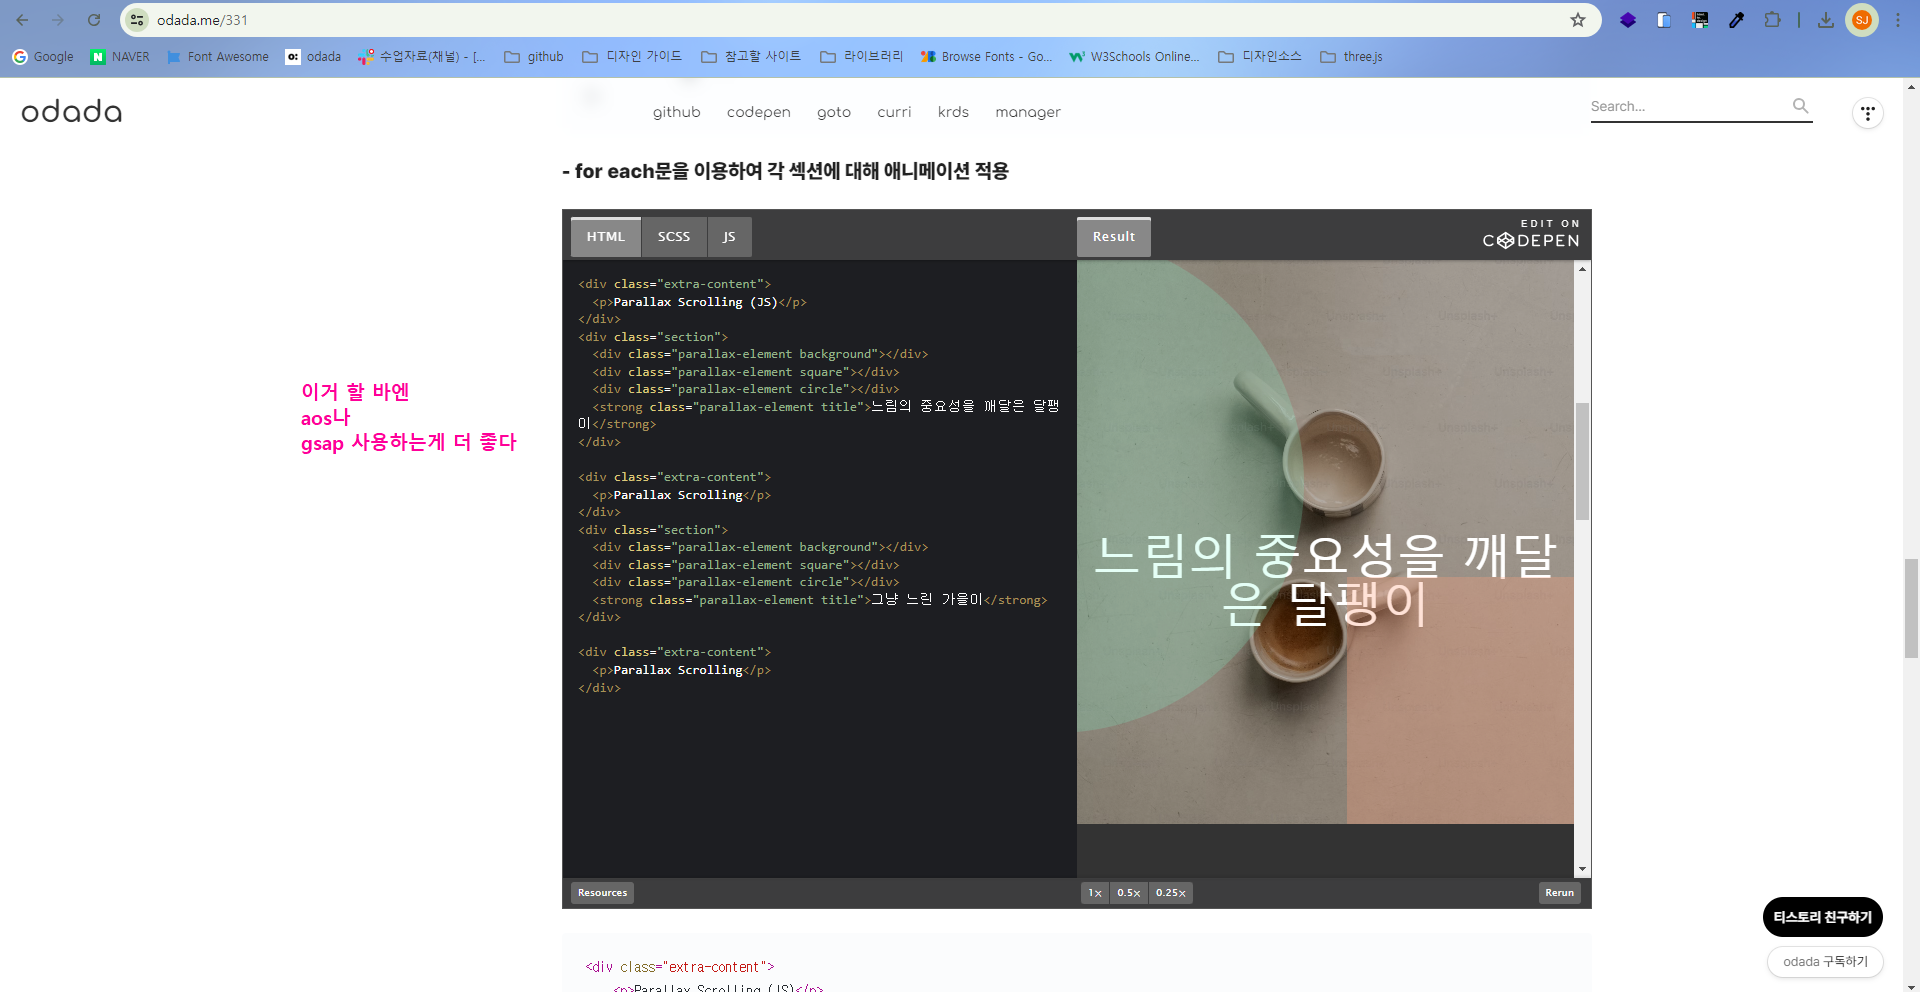 odada.me/331
SJ
Google
NAVER
Font Awesome
o:
odada
수업자료(채널) - [...
github
디자인 가이드
참고할 사이트
라이브러리
Browse Fonts - Go...
W3Schools Online...
디자인소스
three.js
odada
github codepen goto curri krds manager
Search...
- for each문을 이용하여 각 섹션에 대해 애니메이션 적용
이거 할 바엔
aos나
gsap 사용하는게 더 좋다
HTML SCSS JS
Result
EDIT ON
CODEPEN
<div class="extra-content">
<p>Parallax Scrolling (JS)</p>
</div>
<div class="section">
<div class="parallax-element background"></div>
<div class="parallax-element square"></div>
<div class="parallax-element circle"></div>
<strong class="parallax-element title">느림의 중요성을 깨달은 달팽
이</strong>
</div>
<div class="extra-content">
<p>Parallax Scrolling</p>
</div>
<div class="section">
<div class="parallax-element background"></div>
<div class="parallax-element square"></div>
<div class="parallax-element circle"></div>
<strong class="parallax-element title">그냥 느린 가을이</strong>
</div>
<div class="extra-content">
<p>Parallax Scrolling</p>
</div>
느림의 중요성을 깨달
은 달팽이
Resources
1x 0.5x 0.25x
Rerun
티스토리 친구하기
odada 구독하기
<div class="extra-content">
<p>Parallax Scrolling (JS)</p>